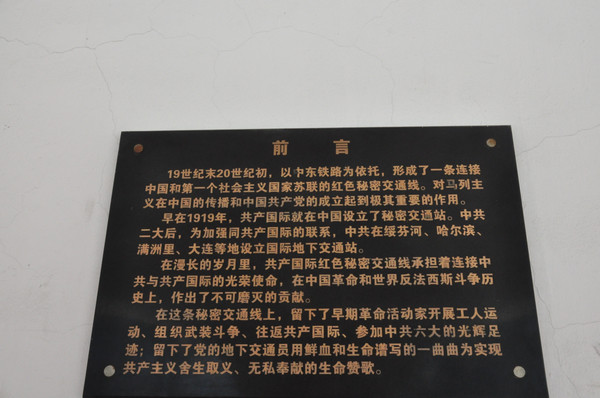 前言
19世纪末20世纪初，以中东铁路为依托，形成了一条连接
中国和第一个社会主义国家苏联的红色秘密交通线。对马列主
义在中国的传播和中国共产党的成立起到极其重要的作用。
早在1919年，共产国际就在中国设立了秘密交通站。中共
二大后，为加强同共产国际的联系，中共在绥芬河、哈尔滨、
满洲里、大连等地设立国际地下交通站。
在漫长的岁月里，共产国际红色秘密交通线承担着连接中
共与共产国际的光荣使命，在中国革命和世界反法西斯斗争历
史上，作出了不可磨灭的贡献。
在这条秘密交通线上，留下了早期革命活动家开展工人运
动、组织武装斗争、往返共产国际、参加中共六大的光辉足
迹；留下了党的地下交通员用鲜血和生命谱写的一曲曲为实现
共产主义舍生取义、无私奉献的生命赞歌。